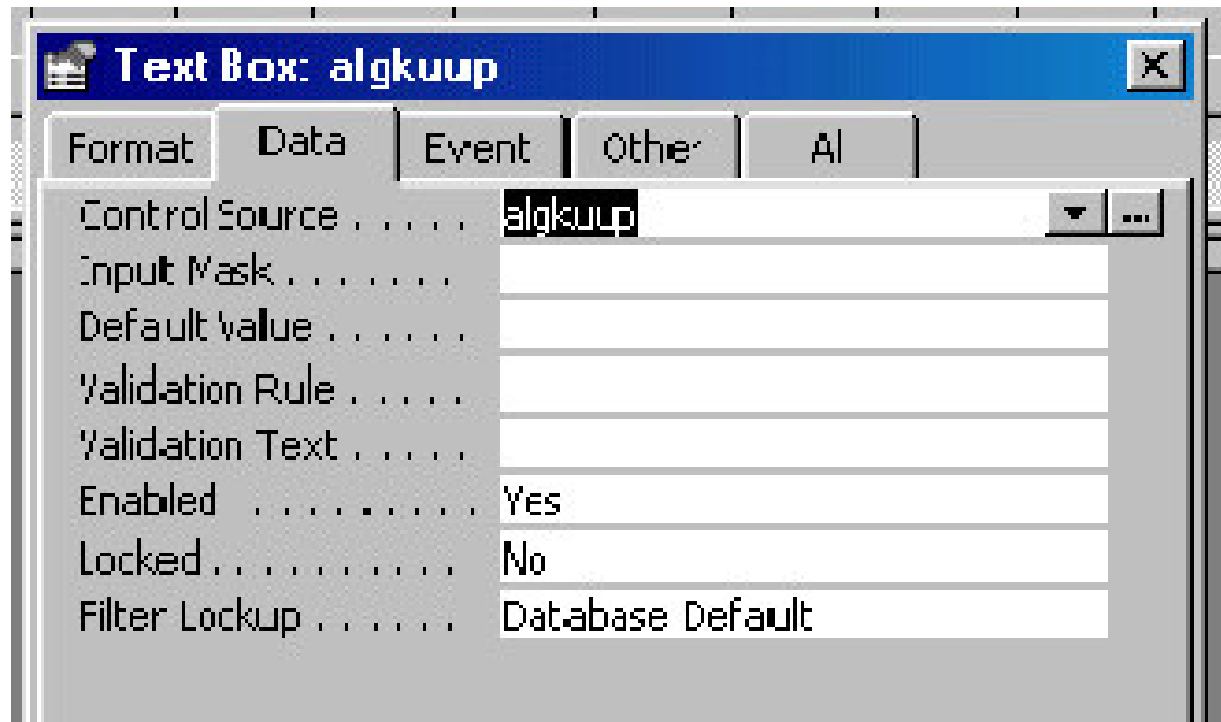 Text Box: algkuup
Format Data Event Other All
Control Source . . . . . algkuup ...
Input Mask . . . . . . .
Default Value . . . . . .
Validation Rule . . . . .
Validation Text . . . . .
Enabled . . . . . . . . . Yes
Locked . . . . . . . . . . No
Filter Lookup . . . . . . Database Default